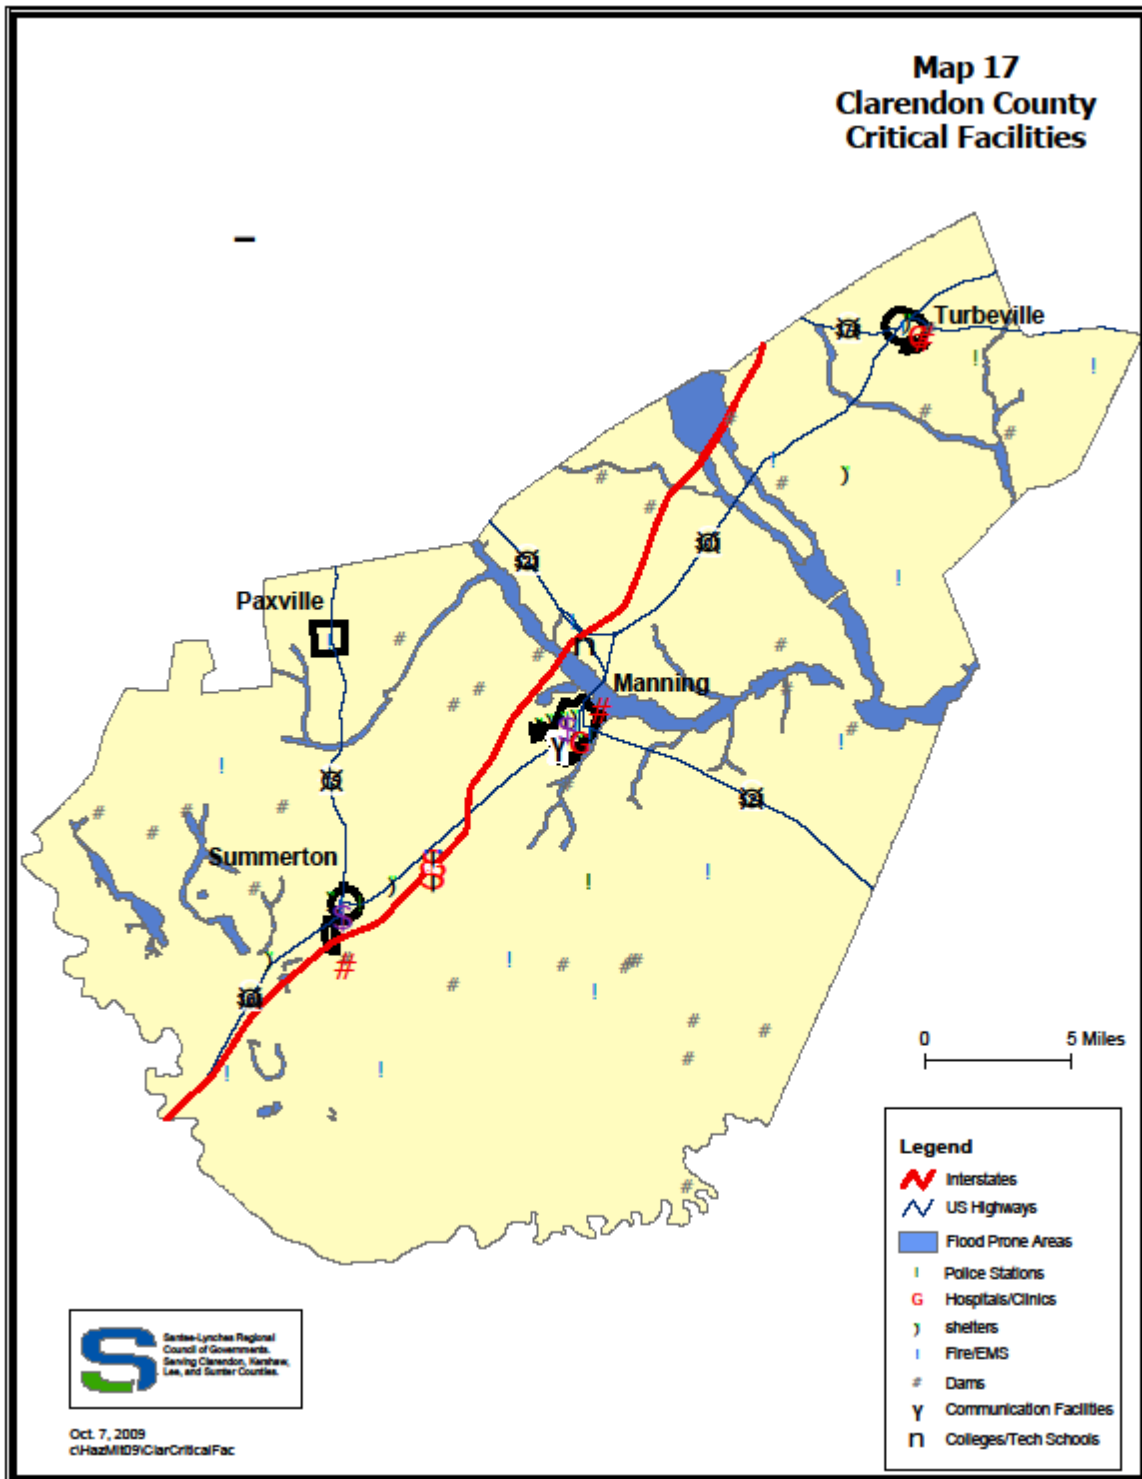 Map 17
Clarendon County
Critical Facilities
Turbeville
Paxville
Manning
Summerton
0 5 Miles
Legend
Interstates
US Highways
Flood Prone Areas
! Police Stations
G Hospitals/Clinics
) shelters
! Fire/EMS
# Dams
γ Communication Facilities
n Colleges/Tech Schools
Santee-Lynches Regional
Council of Governments.
Serving Clarendon, Kershaw,
Lee, and Sumter Counties.
Oct. 7, 2009
c\HazMit09\ClarCriticalFac